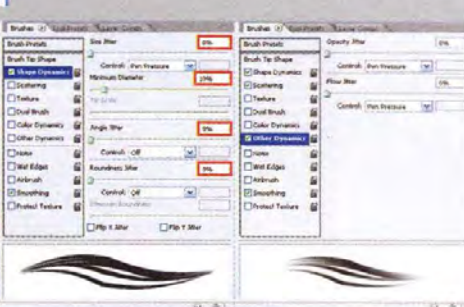 Brushes
Brush Presets
Size Jitter
0%
Brush Tip Shape
Control: Pen Pressure
Shape Dynamics
Minimum Diameter
Scattering
Texture
Dual Brush
Color Dynamics
Angle Jitter
0%
Other Dynamics
Noise
Control: Off
Wet Edges
Roundness Jitter
0%
Airbrush
Smoothing
Control: Off
Protect Texture
Flip X Jitter
Flip Y Jitter
Brushes
Brush Presets
Opacity Jitter
0%
Brush Tip Shape
Control: Pen Pressure
Shape Dynamics
Scattering
Flow Jitter
0%
Texture
Dual Brush
Control: Pen Pressure
Color Dynamics
Other Dynamics
Noise
Wet Edges
Airbrush
Smoothing
Protect Texture